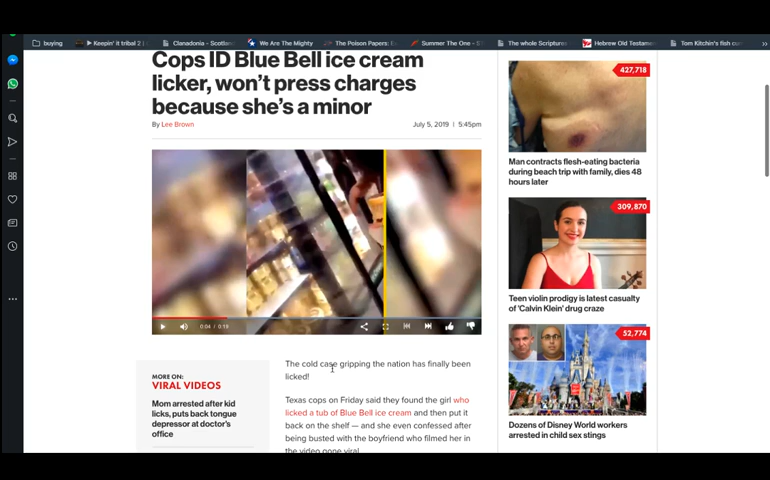 buying
Keepin' it tribal 2 |
Clanadonia - Scotlan
We Are The Mighty
The Poison Papers: E
Summer The One - S
The whole Scripture
Hebrew Old Testame
Tom Kitchin's fish cu
»
Cops ID Blue Bell ice cream
licker, won't press charges
because she's a minor
By Lee Brown
July 5, 2019 | 5:45pm
0:04 / 0:19
MORE ON:
VIRAL VIDEOS
Mom arrested after kid
licks, puts back tongue
depressor at doctor's
office
The cold case gripping the nation has finally been
licked!
Texas cops on Friday said they found the girl who
licked a tub of Blue Bell ice cream and then put it
back on the shelf — and she even confessed after
being busted with the boyfriend who filmed her in
the video gone viral.
427,718
Man contracts flesh-eating bacteria
during beach trip with family, dies 48
hours later
309,870
Teen violin prodigy is latest casualty
of 'Calvin Klein' drug craze
52,774
Dozens of Disney World workers
arrested in child sex stings